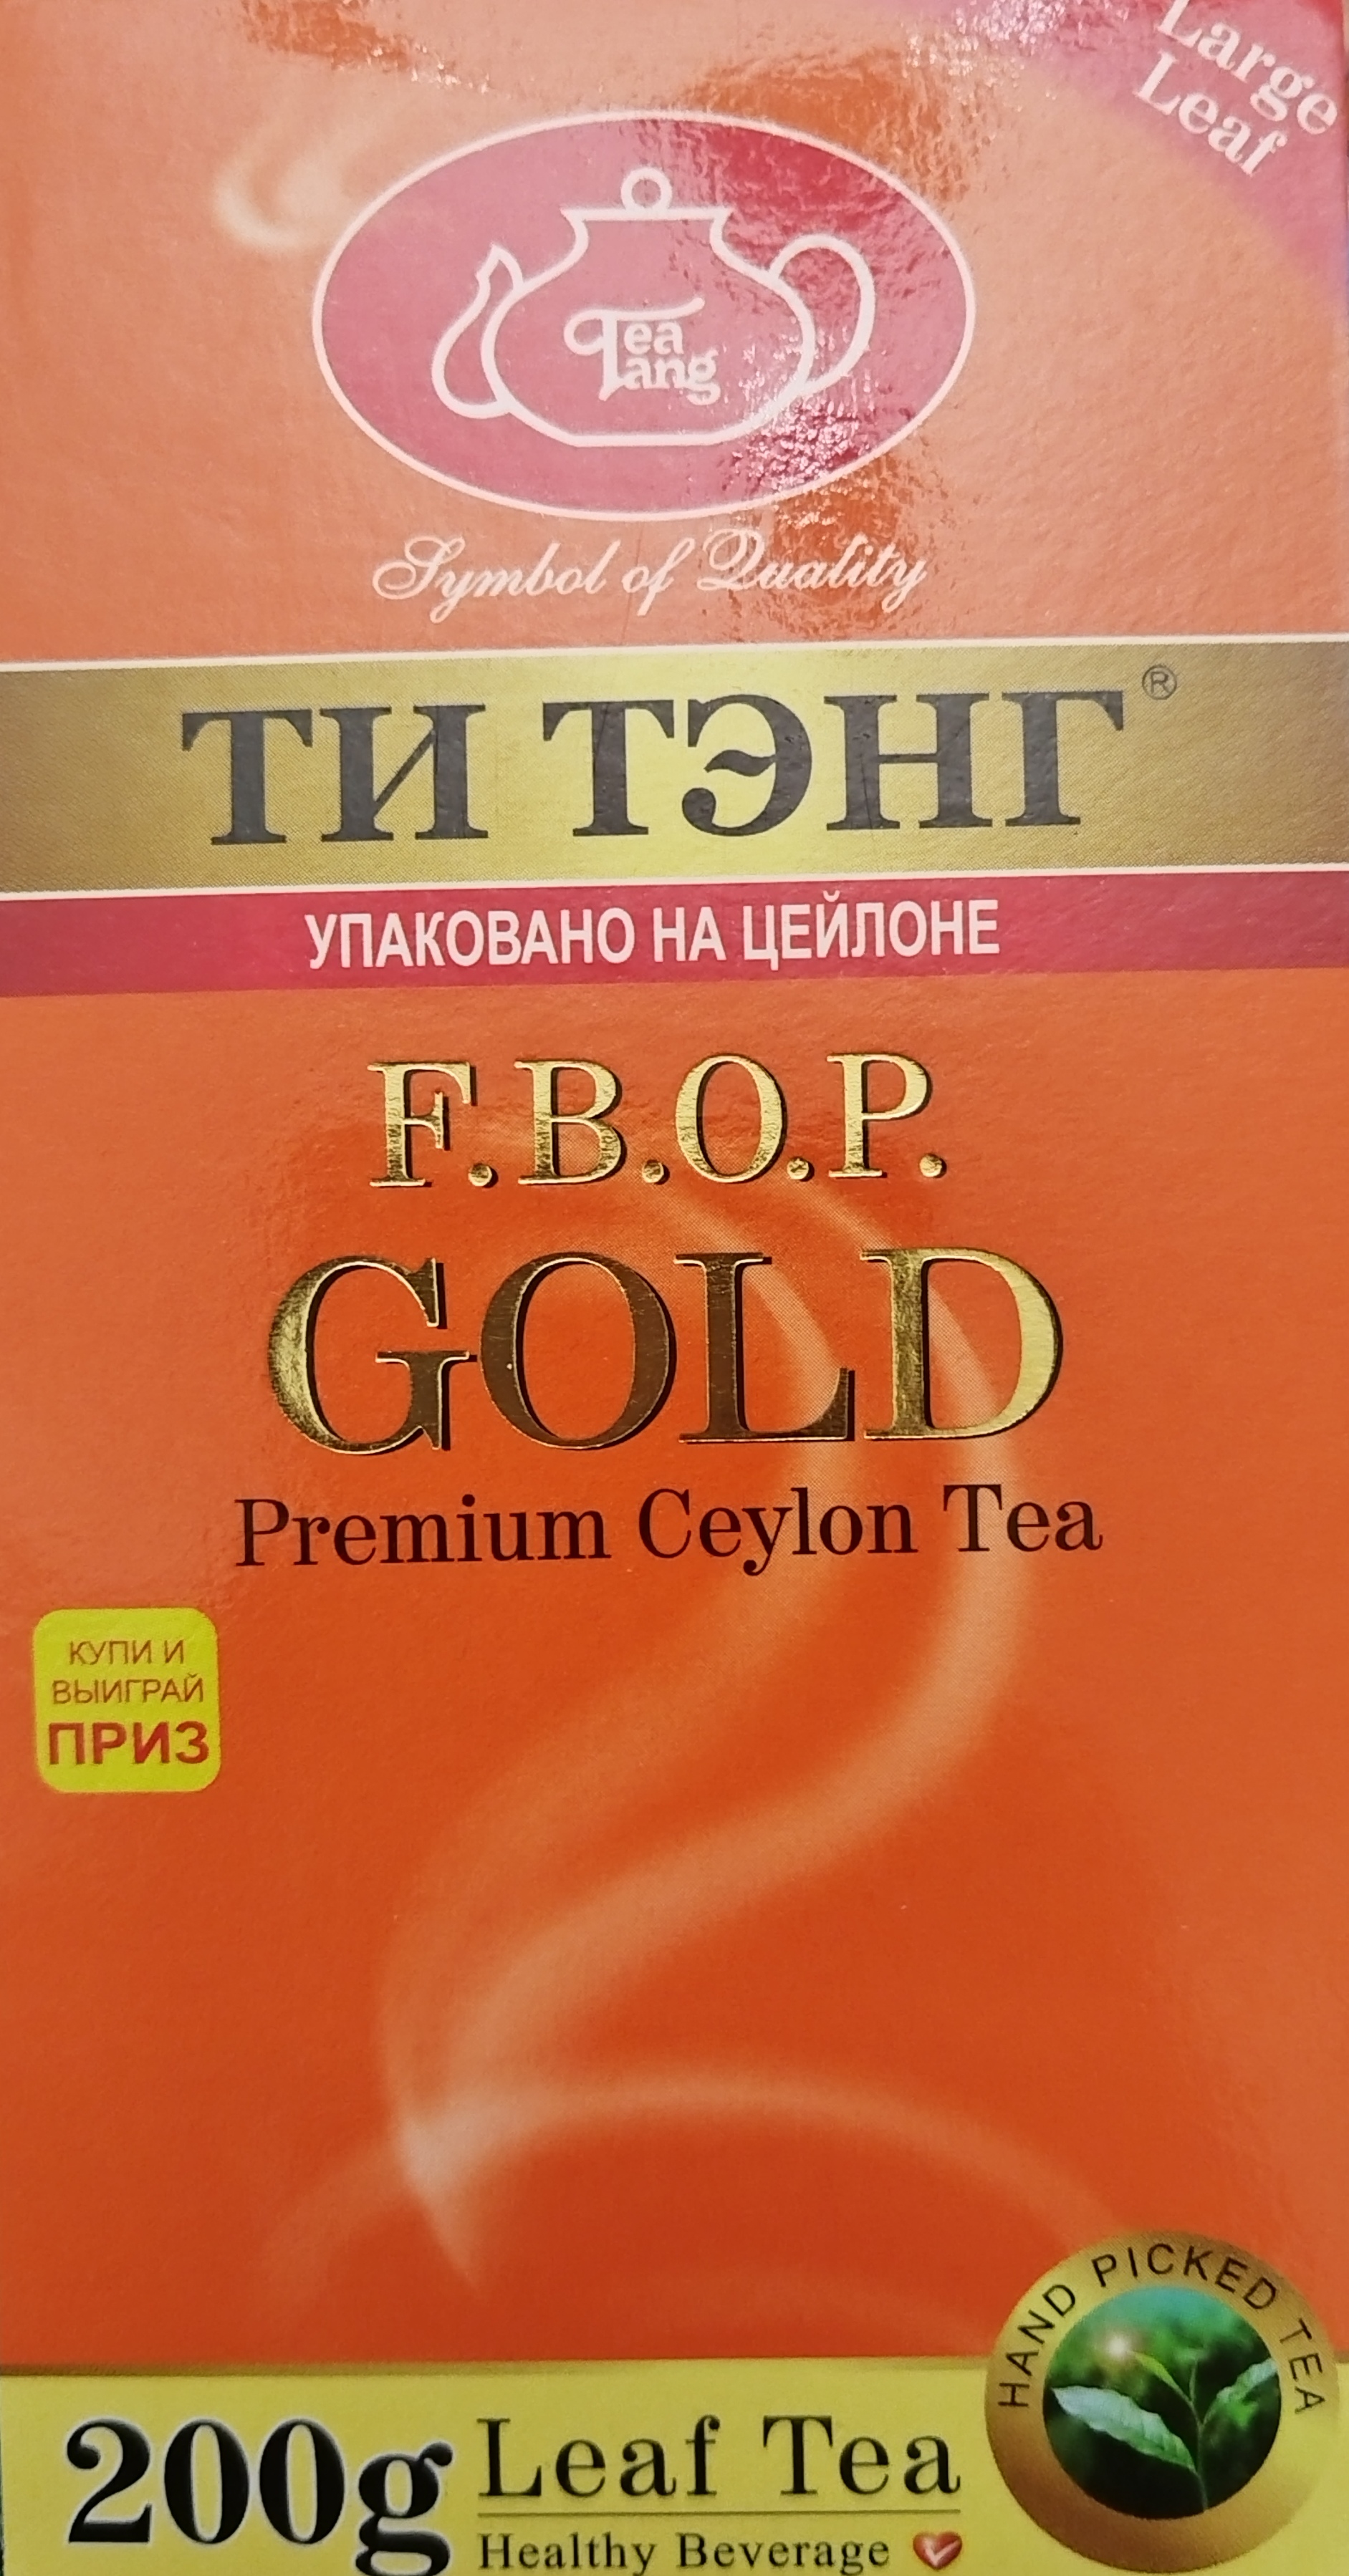 Large
Leaf
Tea
Tang
Symbol of Quality
ТИ ТЭНГ®
УПАКОВАНО НА ЦЕЙЛОНЕ
F.B.O.P.
GOLD
Premium Ceylon Tea
КУПИ И
ВЫИГРАЙ
ПРИЗ
HAND PICKED TEA
200g
Leaf Tea
Healthy Beverage